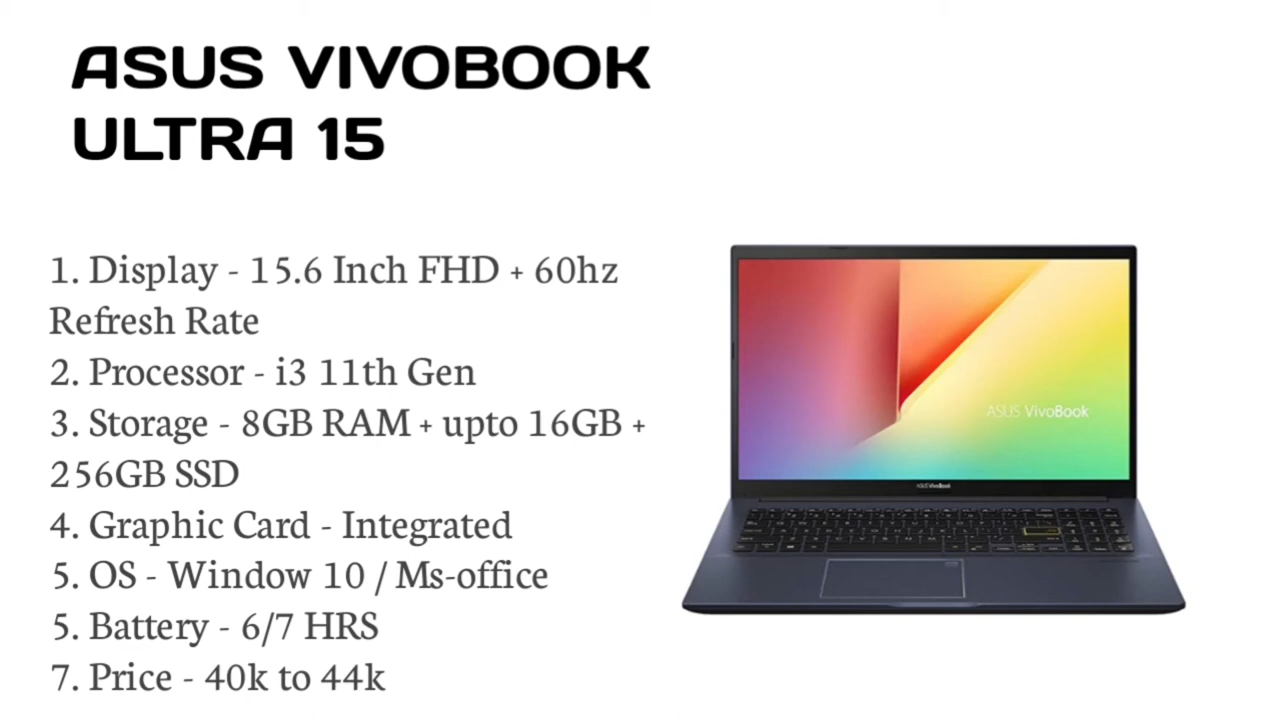 ASUS VIVOBOOK
ULTRA 15
1. Display - 15.6 Inch FHD + 60hz
Refresh Rate
2. Processor - i3 11th Gen
3. Storage - 8GB RAM + upto 16GB +
256GB SSD
4. Graphic Card - Integrated
5. OS - Window 10 / Ms-office
5. Battery - 6/7 HRS
7. Price - 40k to 44k
ASUS VivoBook
ASUS VivoBook